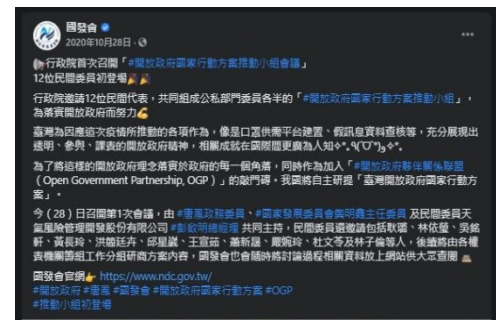 國發會
2020年10月28日
行政院首次召開「#開放政府國家行動方案推動小組會議」
12位民間委員初登場🎉🎉
行政院邀請12位民間代表，共同組成公私部門委員各半的「#開放政府國家行動方案推動小組」，
為落實開放政府而努力💪
臺灣為因應這次疫情所推動的各項作為，像是口罩供需平台建置、假訊息資料查核等，充分展現出
透明、參與、課責的開放政府精神，相關成就在國際間更廣為人知
為了將這樣的開放政府理念落實於政府的每一個角落，同時作為加入「#開放政府夥伴關係聯盟
（Open Government Partnership, OGP）」的敲門磚，我國將自主研提「臺灣開放政府國家行動方
案」。
今（28）日召開第1次會議，由 #唐鳳政務委員、#國家發展委員會龔明鑫主任委員 及民間委員天
氣風險管理開發股份有限公司 #彭啟明總經理 共同主持，民間委員還邀請包括耿璐、林依瑩、吳銘
軒、黃長玲、洪簡廷卉、邱星崴、王宣茹、蕭新晟、嚴婉玲、杜文苓及林子倫等人，後續將由各權
責機關籌組工作分組研商方案內容，國發會也會隨時將討論過程相關資料放上網站供大眾查閱
國發會官網👉 https://www.ndc.gov.tw/
#開放政府 #唐鳳 #國發會 #開放政府國家行動方案 #OGP
#推動小組初登場